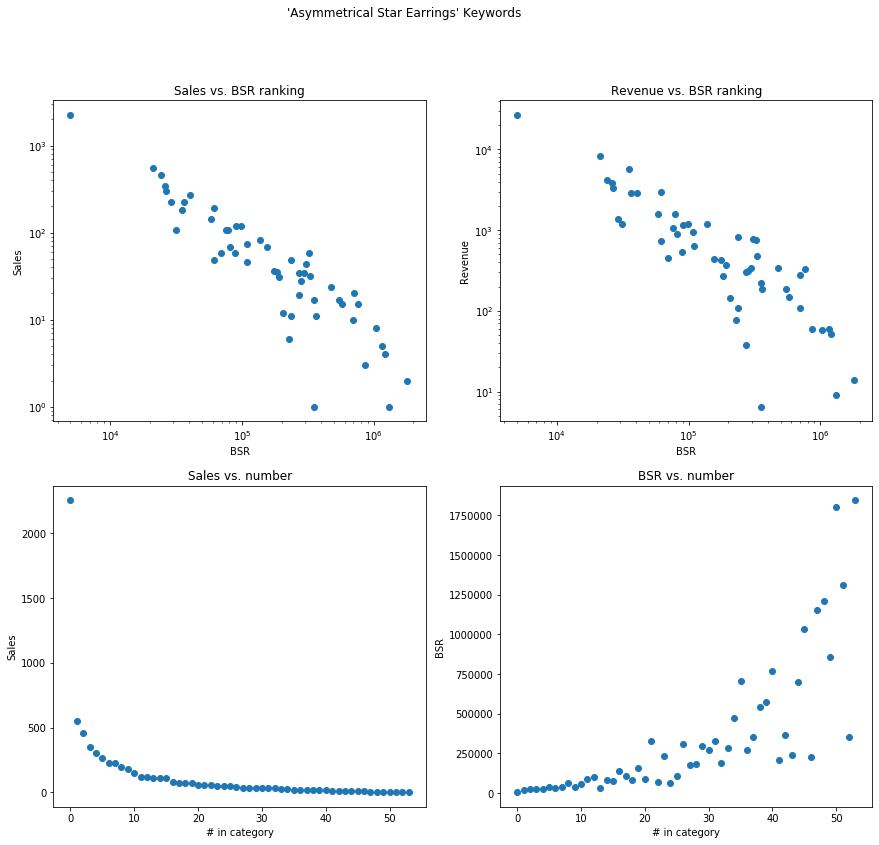 'Asymmetrical Star Earrings' Keywords
Sales vs. BSR ranking
Sales
10³
10²
10¹
10⁰
10⁴ 10⁵ 10⁶
BSR
Revenue vs. BSR ranking
Revenue
10⁴
10³
10²
10¹
10⁴ 10⁵ 10⁶
BSR
Sales vs. number
Sales
2000
1500
1000
500
0
0 10 20 30 40 50
# in category
BSR vs. number
BSR
1750000
1500000
1250000
1000000
750000
500000
250000
0
0 10 20 30 40 50
# in category